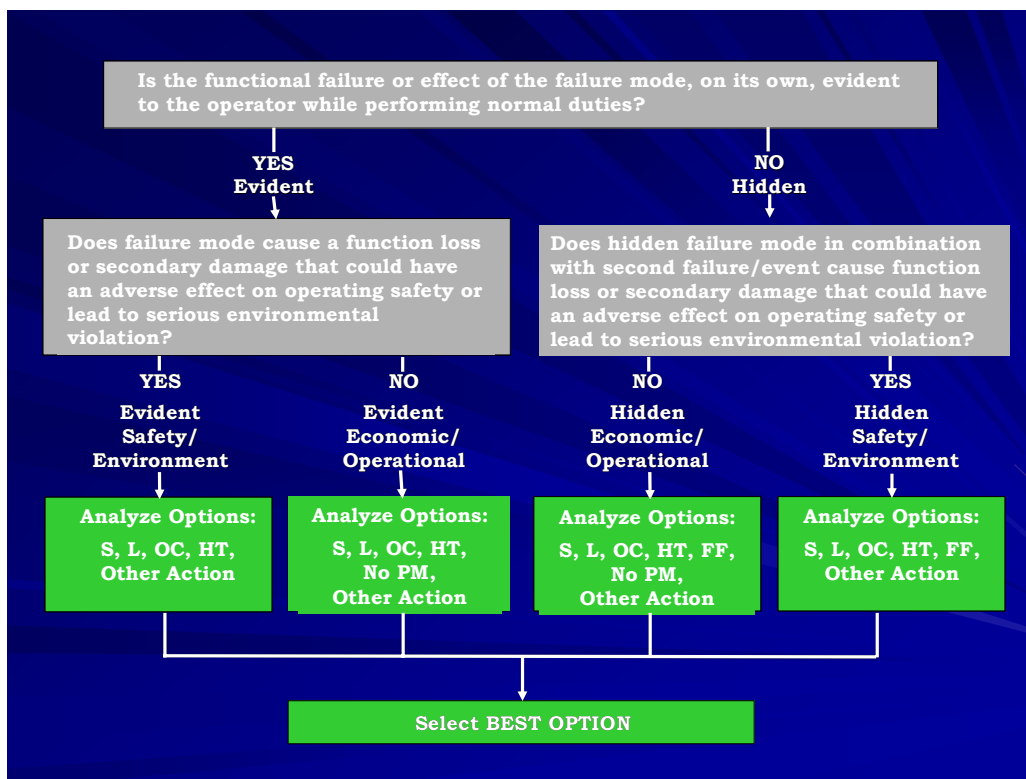 Is the functional failure or effect of the failure mode, on its own, evident
to the operator while performing normal duties?
YES
Evident
NO
Hidden
Does failure mode cause a function loss
or secondary damage that could have
an adverse effect on operating safety or
lead to serious environmental
violation?
Does hidden failure mode in combination
with second failure/event cause function
loss or secondary damage that could have
an adverse effect on operating safety or
lead to serious environmental violation?
YES
Evident
Safety/
Environment
NO
Evident
Economic/
Operational
NO
Hidden
Economic/
Operational
YES
Hidden
Safety/
Environment
Analyze Options:
S, L, OC, HT,
Other Action
Analyze Options:
S, L, OC, HT,
No PM,
Other Action
Analyze Options:
S, L, OC, HT, FF,
No PM,
Other Action
Analyze Options:
S, L, OC, HT, FF,
Other Action
Select BEST OPTION